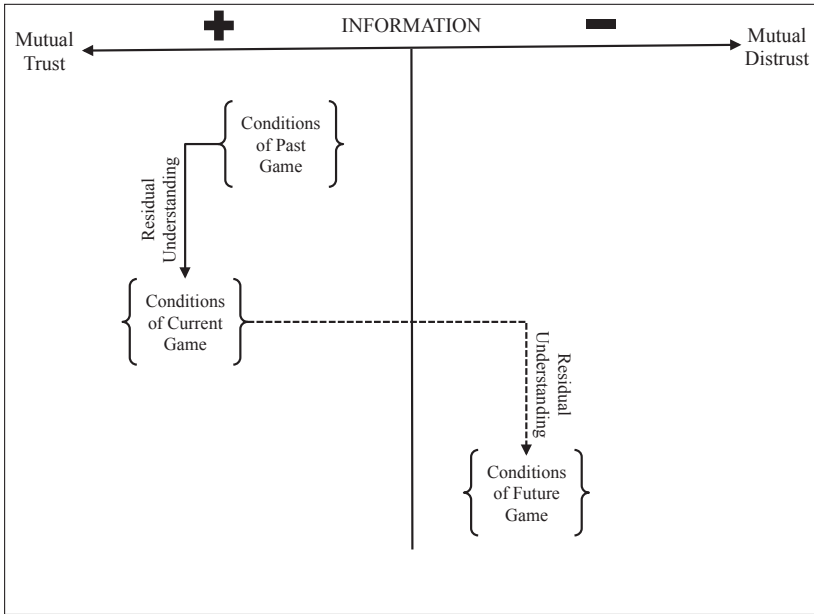 INFORMATION
Mutual
Trust
Mutual
Distrust
Conditions
of Past
Game
Residual
Understanding
Conditions
of Current
Game
Residual
Understanding
Conditions
of Future
Game